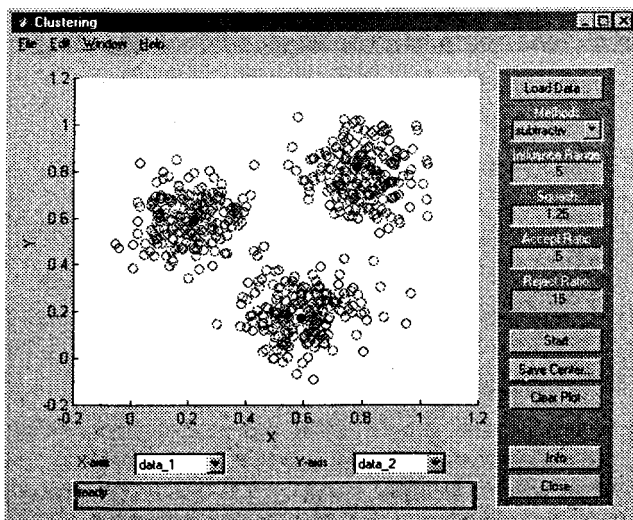 Clustering
File Edit Window Help
1.2
1
0.8
0.6
0.4
0.2
0
-0.2
Y
-0.2 0 0.2 0.4 0.6 0.8 1 1.2
X
X-axis data_1 Y-axis data_2
ready
Load Data...
Methods
subtractiv
Influence Range
.5
Squash
1.25
Accept Ratio
.5
Reject Ratio
.15
Start
Save Center...
Clear Plot
Info
Close